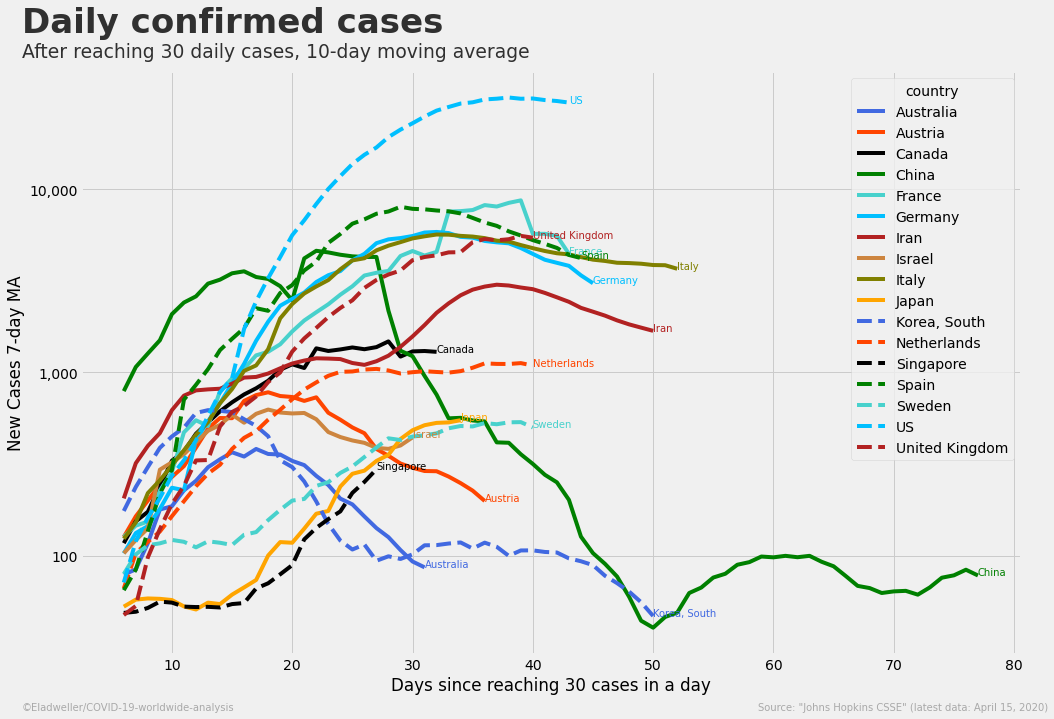 Daily confirmed cases
After reaching 30 daily cases, 10-day moving average
New Cases 7-day MA
10,000
1,000
100
US
France
Spain
United Kingdom
Italy
Germany
Iran
Canada
Netherlands
Japan
Sweden
Israel
Singapore
Austria
Australia
Korea, South
China
country
Australia
Austria
Canada
China
France
Germany
Iran
Israel
Italy
Japan
Korea, South
Netherlands
Singapore
Spain
Sweden
US
United Kingdom
10 20 30 40 50 60 70 80
Days since reaching 30 cases in a day
©Eladweller/COVID-19-worldwide-analysis
Source: "Johns Hopkins CSSE" (latest data: April 15, 2020)